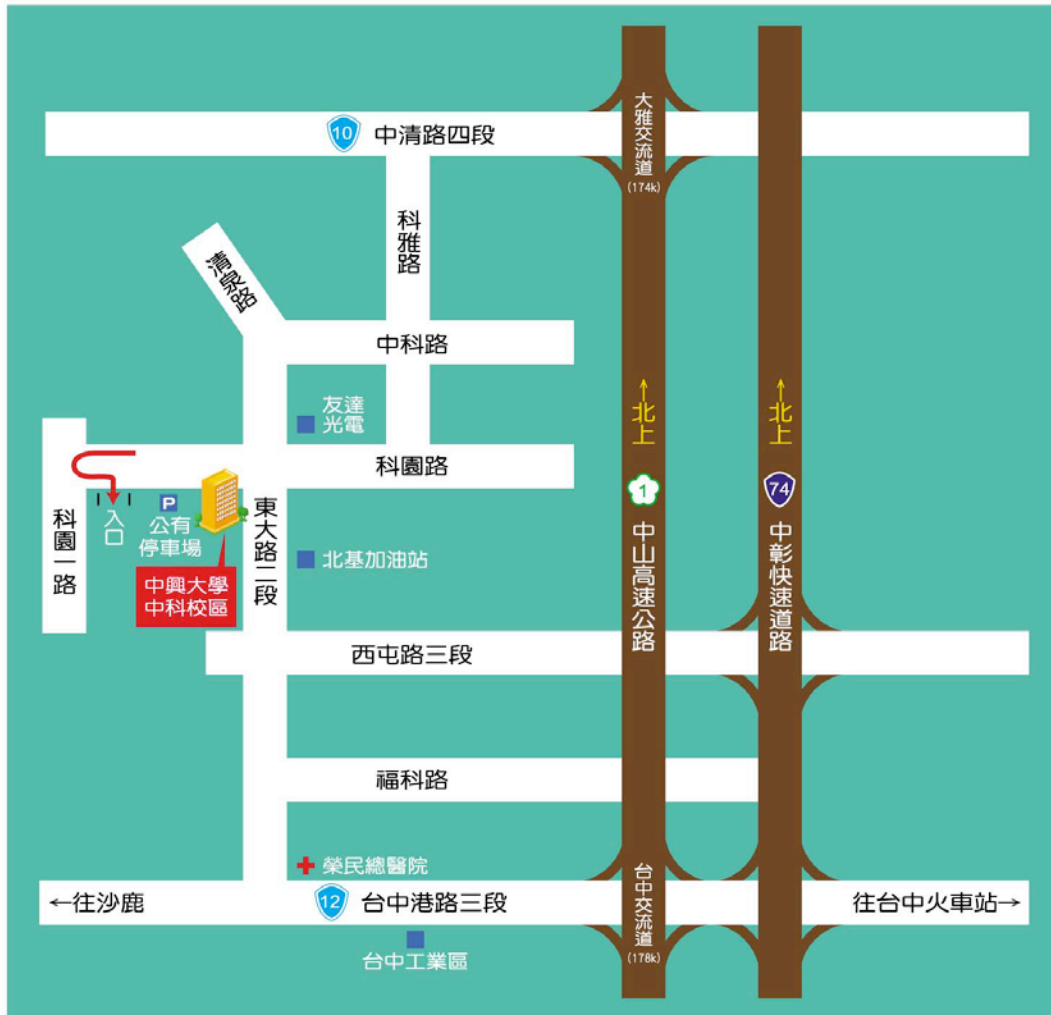 大雅交流道
(174k)
10
中清路四段
科雅路
清泉路
中科路
友達
光電
←北上
←北上
科園路
1
中山高速公路
74
中彰快速道路
科園一路
入口
P
公有
停車場
東大路二段
北基加油站
中興大學
中科校區
西屯路三段
福科路
榮民總醫院
←往沙鹿
12
台中港路三段
台中交流道
(178k)
往台中火車站→
台中工業區